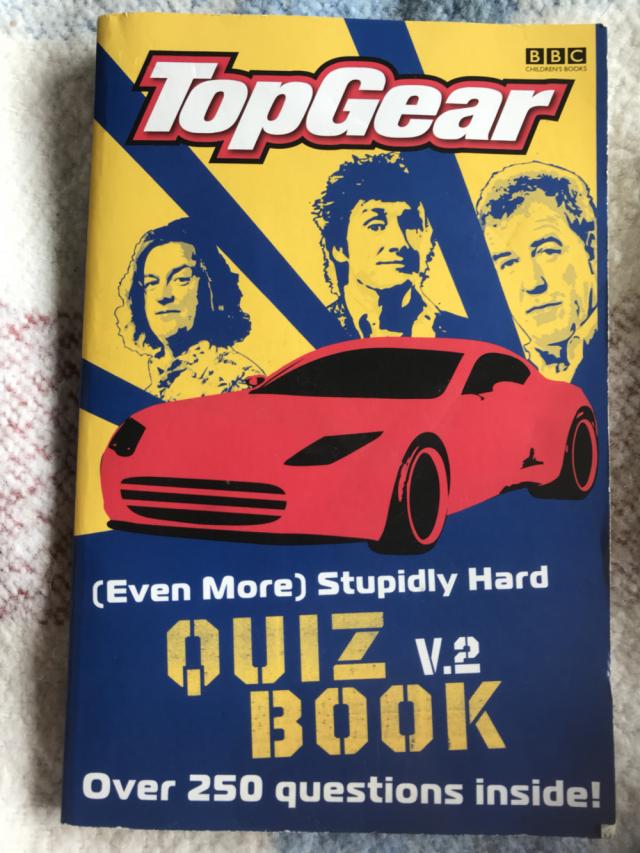 BBC
CHILDREN'S BOOKS
TopGear
(Even More) Stupidly Hard
QUIZ V.2
BOOK
Over 250 questions inside!